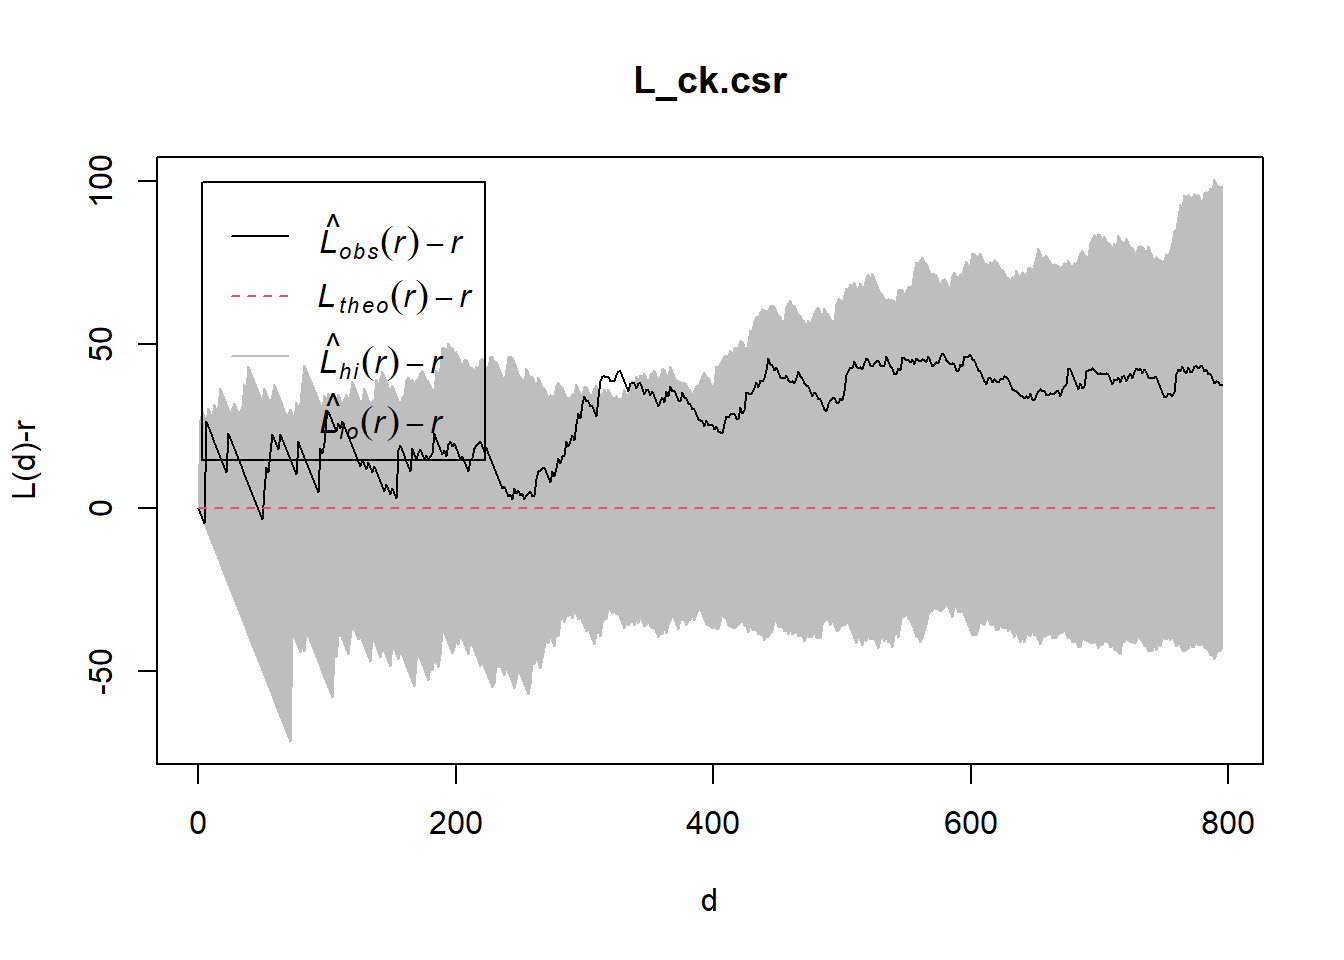 L_ck.csr
L(d)-r
100
50
0
-50
L̂obs(r) − r
Ltheo(r) − r
L̂hi(r) − r
L̂lo(r) − r
0 200 400 600 800
d